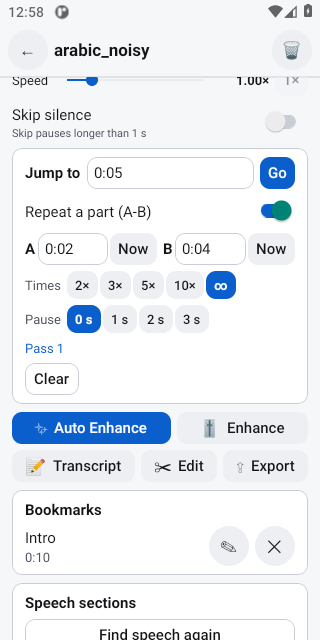 12:58
← arabic_noisy
Speed 1.00× 1×
Skip silence
Skip pauses longer than 1 s
Jump to 0:05 Go
Repeat a part (A-B)
A 0:02 Now B 0:04 Now
Times 2× 3× 5× 10× ∞
Pause 0 s 1 s 2 s 3 s
Pass 1
Clear
Auto Enhance Enhance
Transcript Edit Export
Bookmarks
Intro
0:10
Speech sections
Find speech again